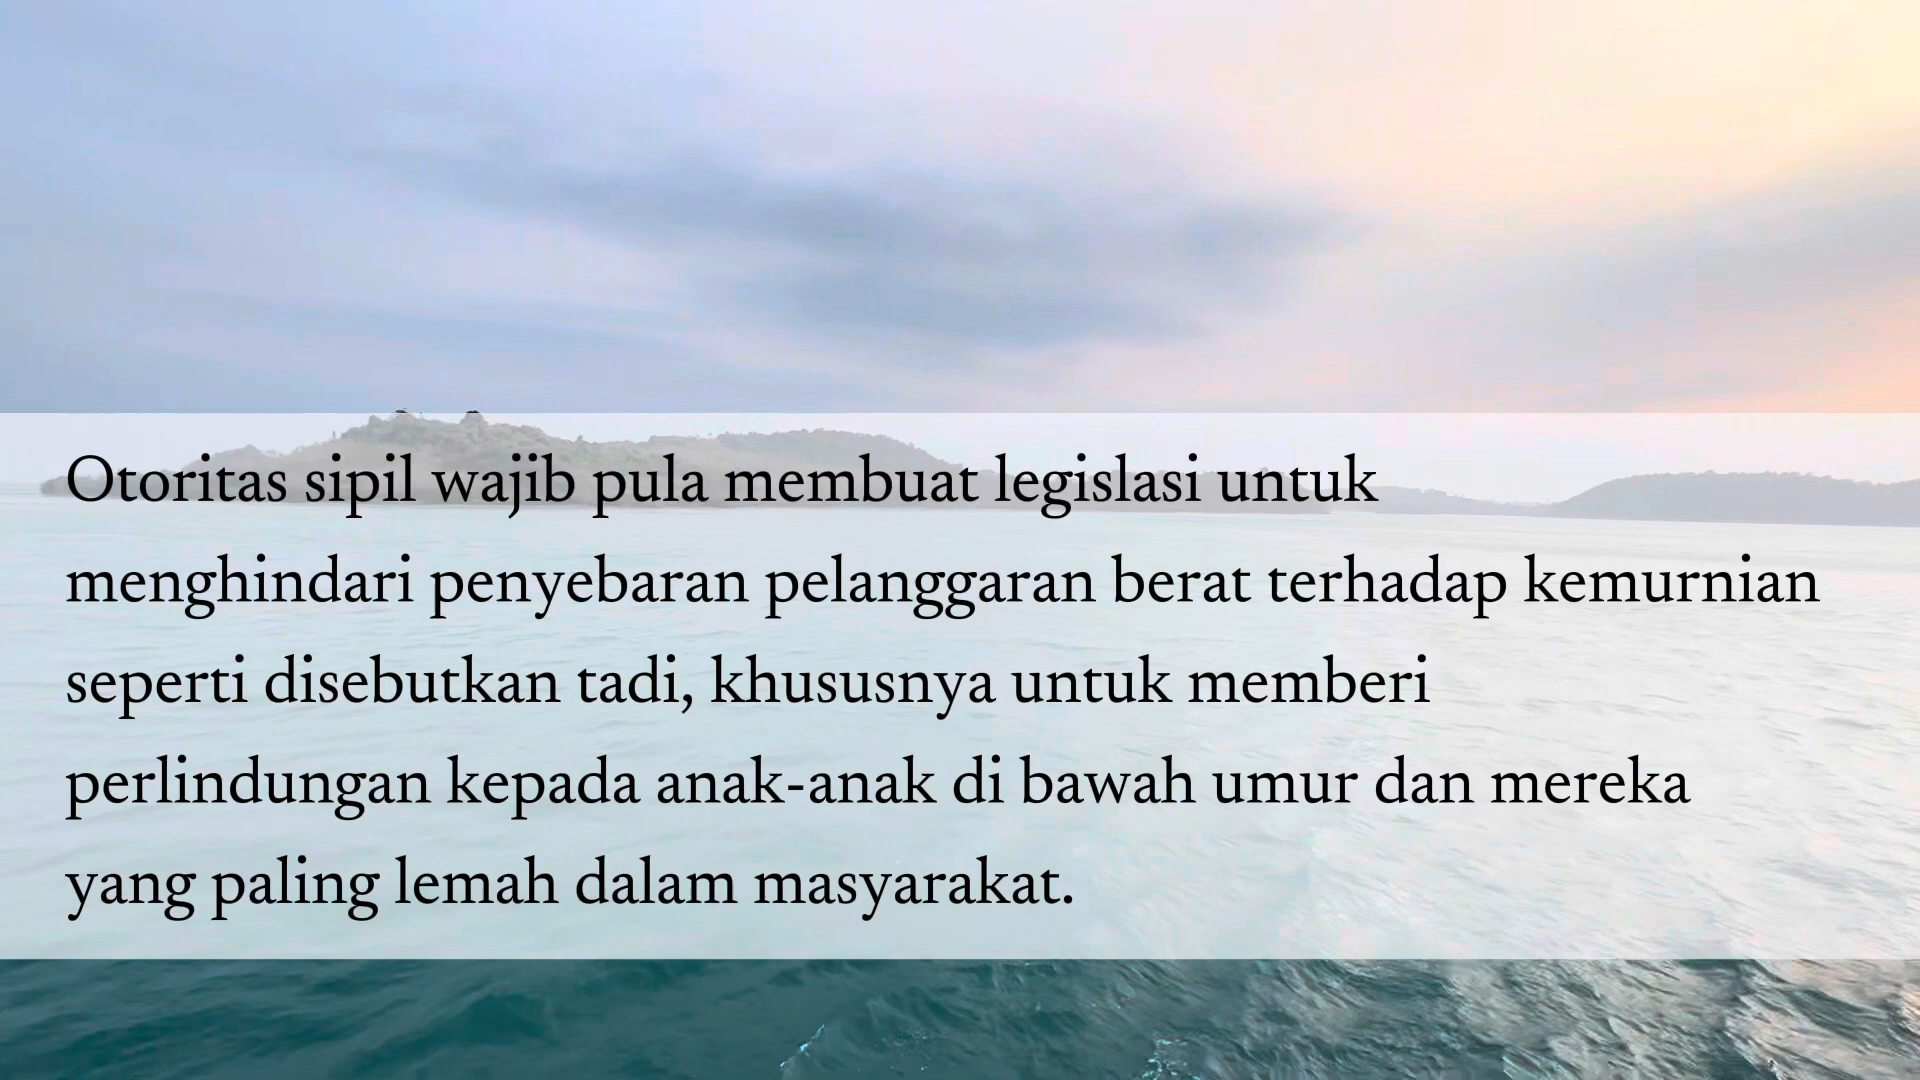 Otoritas sipil wajib pula membuat legislasi untuk
menghindari penyebaran pelanggaran berat terhadap kemurnian
seperti disebutkan tadi, khususnya untuk memberi
perlindungan kepada anak-anak di bawah umur dan mereka
yang paling lemah dalam masyarakat.